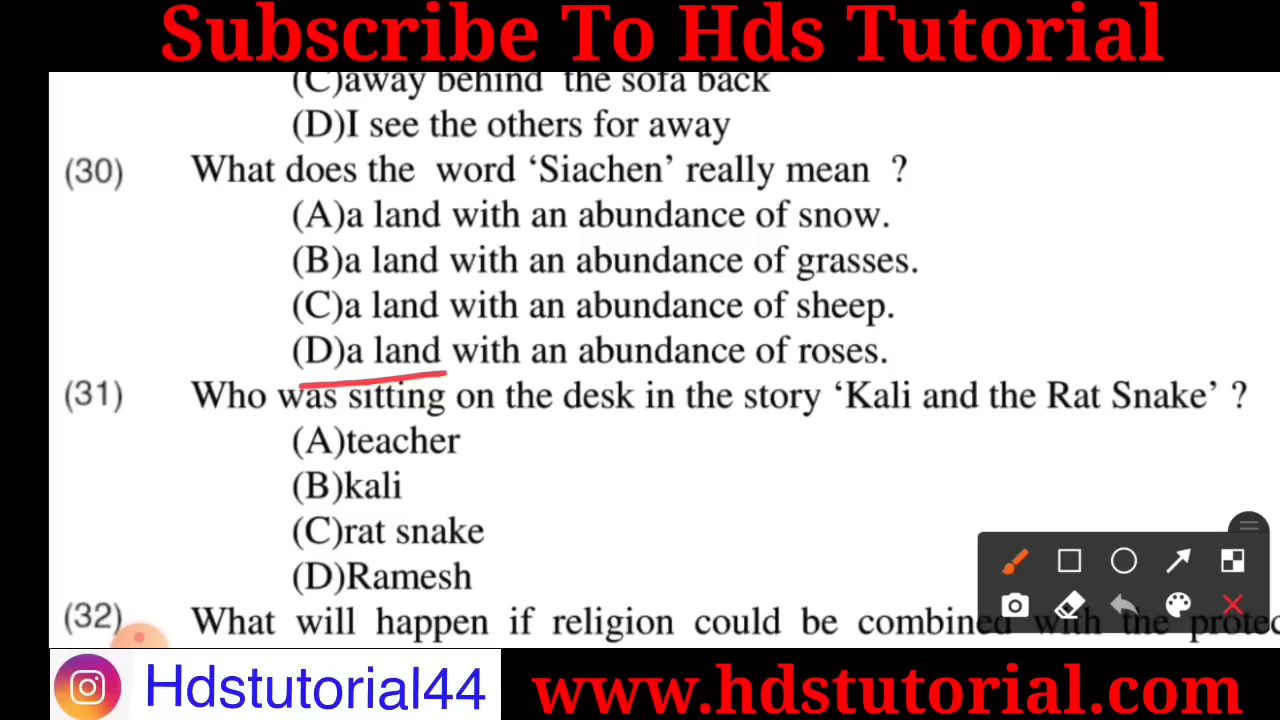 Subscribe To Hds Tutorial
(C)away behind the sofa back
(D)I see the others for away
(30) What does the word ‘Siachen’ really mean ?
(A)a land with an abundance of snow.
(B)a land with an abundance of grasses.
(C)a land with an abundance of sheep.
(D)a land with an abundance of roses.
(31) Who was sitting on the desk in the story ‘Kali and the Rat Snake’ ?
(A)teacher
(B)kali
(C)rat snake
(D)Ramesh
(32) What will happen if religion could be combined with the protec
Hdstutorial44
www.hdstutorial.com